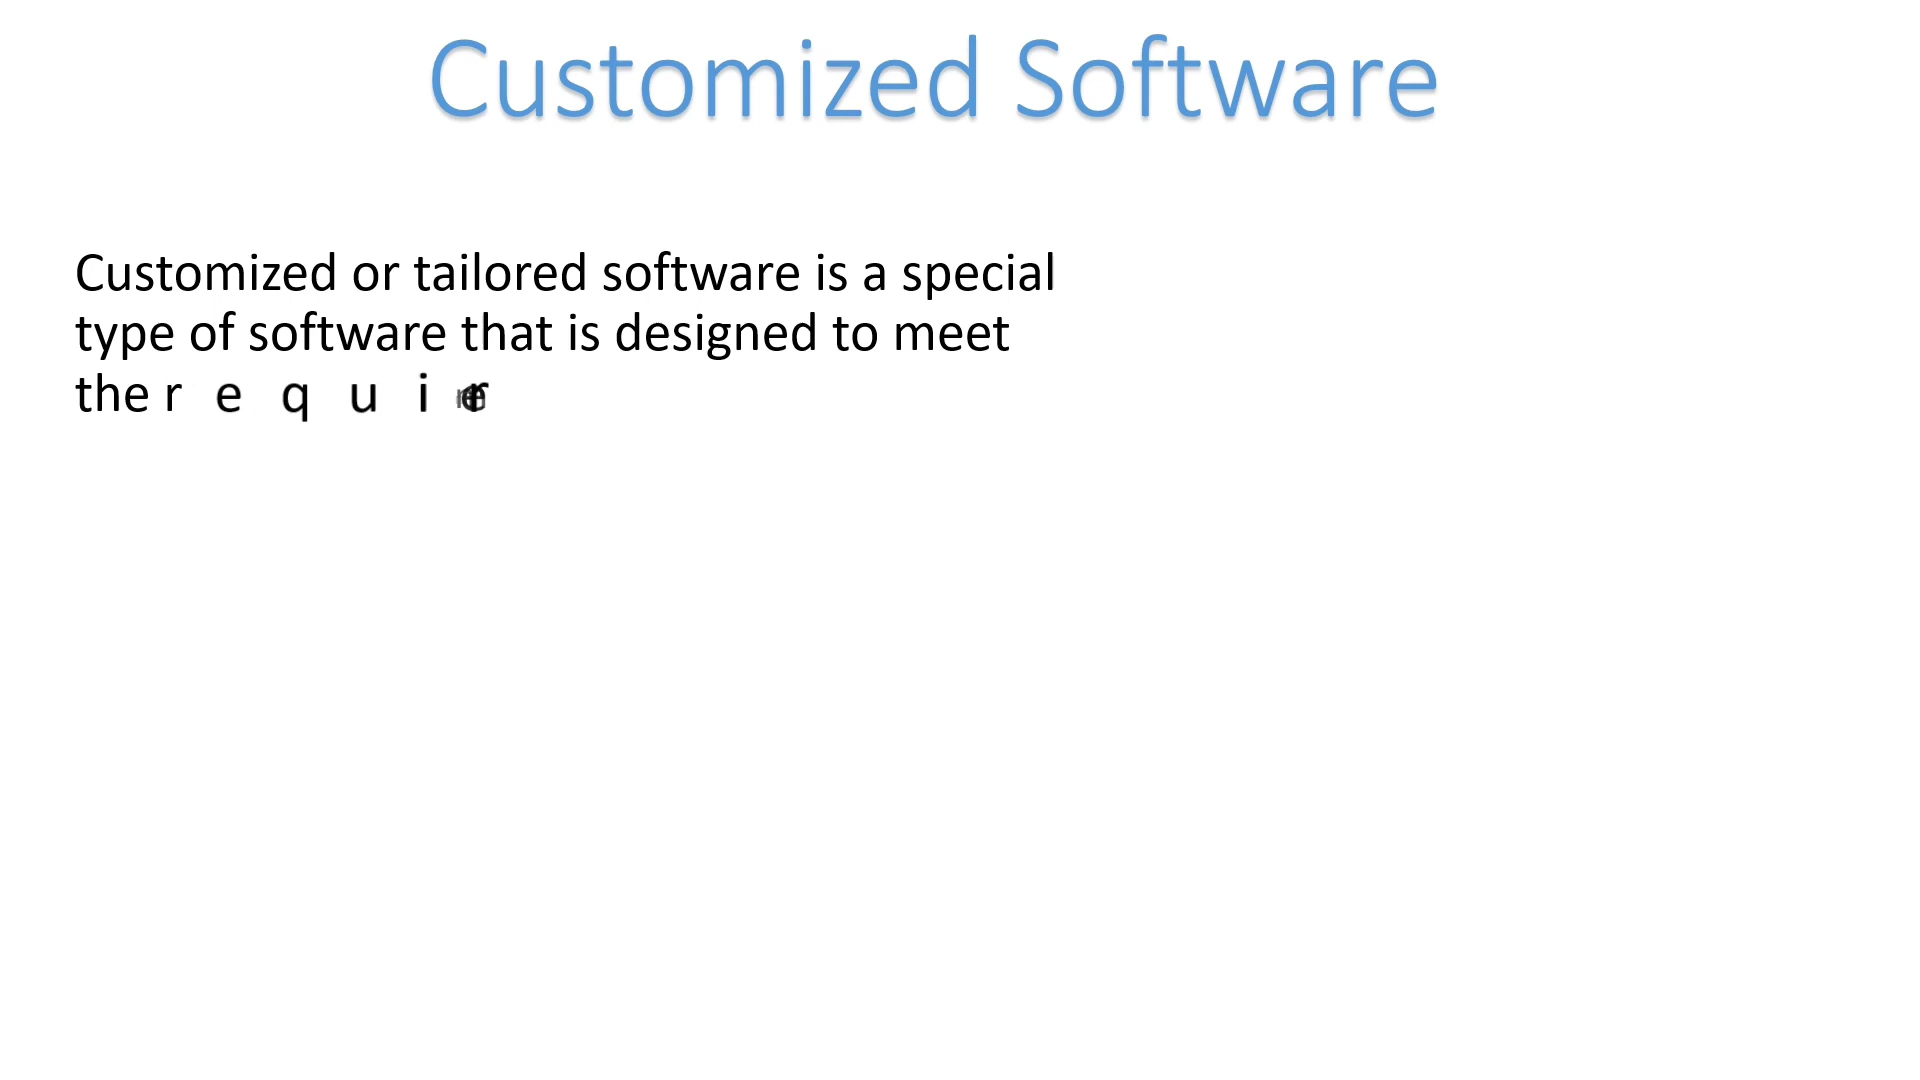 Customized Software
Customized or tailored software is a special
type of software that is designed to meet
the r e q u i r